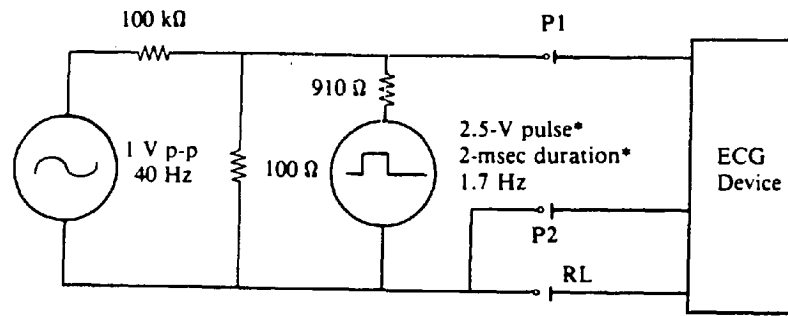 100 kΩ
P1
910 Ω
1 V p-p
40 Hz
100 Ω
2.5-V pulse*
2-msec duration*
1.7 Hz
ECG
Device
P2
RL